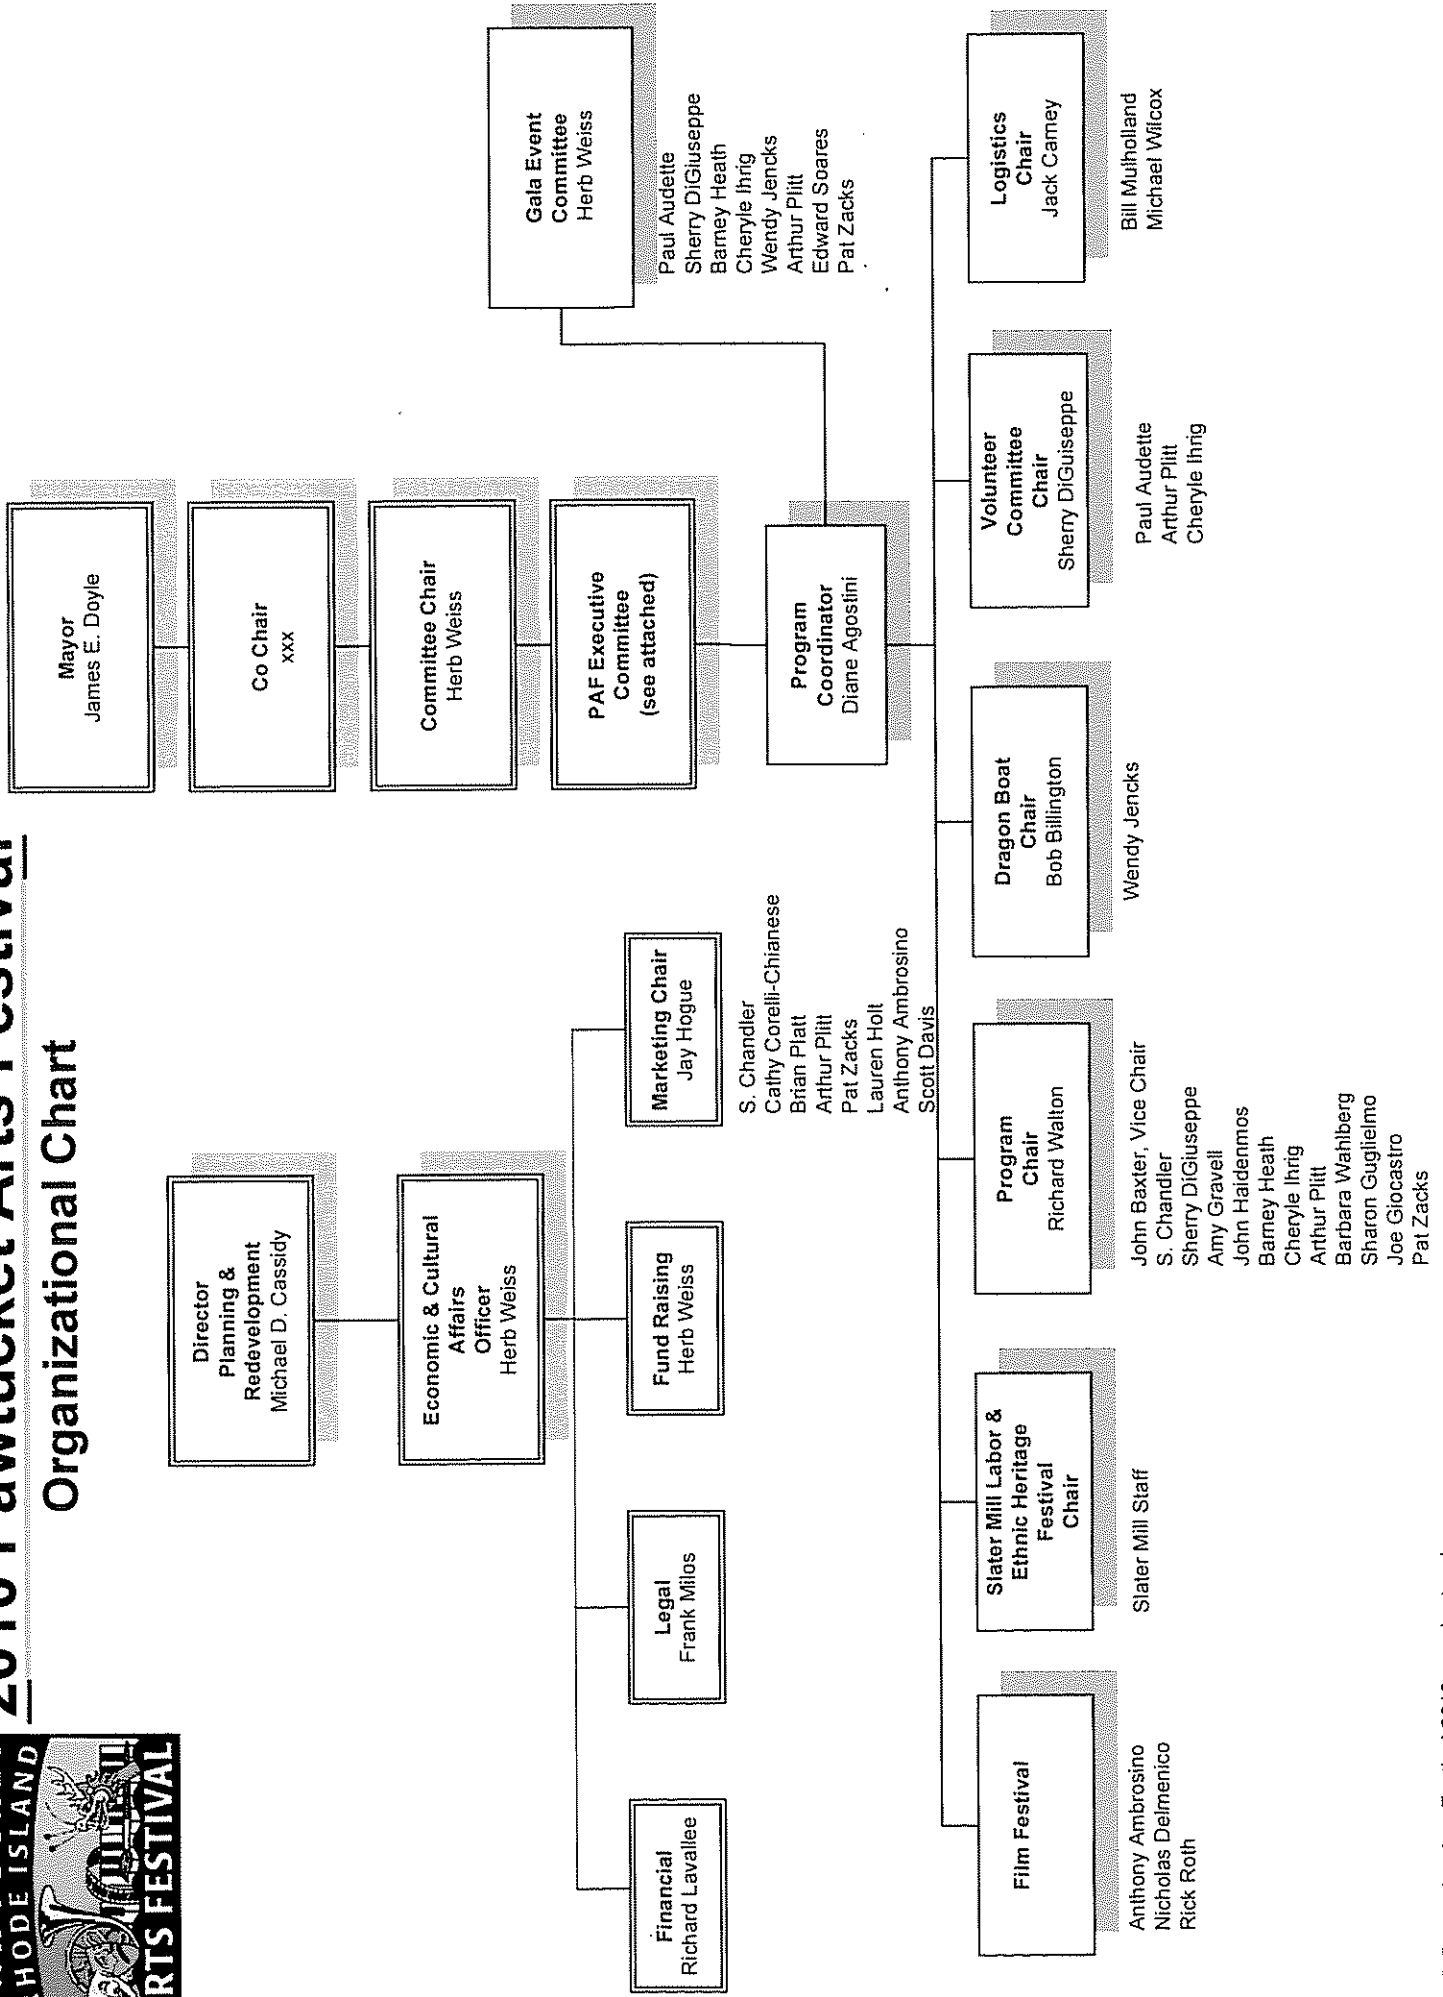 HODE ISLAND
RTS FESTIVAL
Organizational Chart
Mayor
James E. Doyle
Co Chair
xxx
Committee Chair
Herb Weiss
PAF Executive
Committee
(see attached)
Program
Coordinator
Diane Agostini
Gala Event
Committee
Herb Weiss
Paul Audette
Sherry DiGiuseppe
Barney Heath
Cheryle Ihrig
Wendy Jencks
Arthur Plitt
Edward Soares
Pat Zacks
Director
Planning &
Redevelopment
Michael D. Cassidy
Economic & Cultural
Affairs
Officer
Herb Weiss
Financial
Richard Lavallee
Legal
Frank Milos
Fund Raising
Herb Weiss
Marketing Chair
Jay Hogue
S. Chandler
Cathy Corelli-Chianese
Brian Platt
Arthur Plitt
Pat Zacks
Lauren Holt
Anthony Ambrosino
Scott Davis
Film Festival
Anthony Ambrosino
Nicholas Delmenico
Rick Roth
Slater Mill Labor &
Ethnic Heritage
Festival
Chair
Slater Mill Staff
Program
Chair
Richard Walton
John Baxter, Vice Chair
S. Chandler
Sherry DiGiuseppe
Amy Gravell
John Haidenmos
Barney Heath
Cheryle Ihrig
Arthur Plitt
Barbara Wahlberg
Sharon Guglielmo
Joe Giocastro
Pat Zacks
Dragon Boat
Chair
Bob Billington
Wendy Jencks
Volunteer
Committee
Chair
Sherry DiGuiseppe
Paul Audette
Arthur Plitt
Cheryle Ihrig
Logistics
Chair
Jack Carney
Bill Mulholland
Michael Wilcox